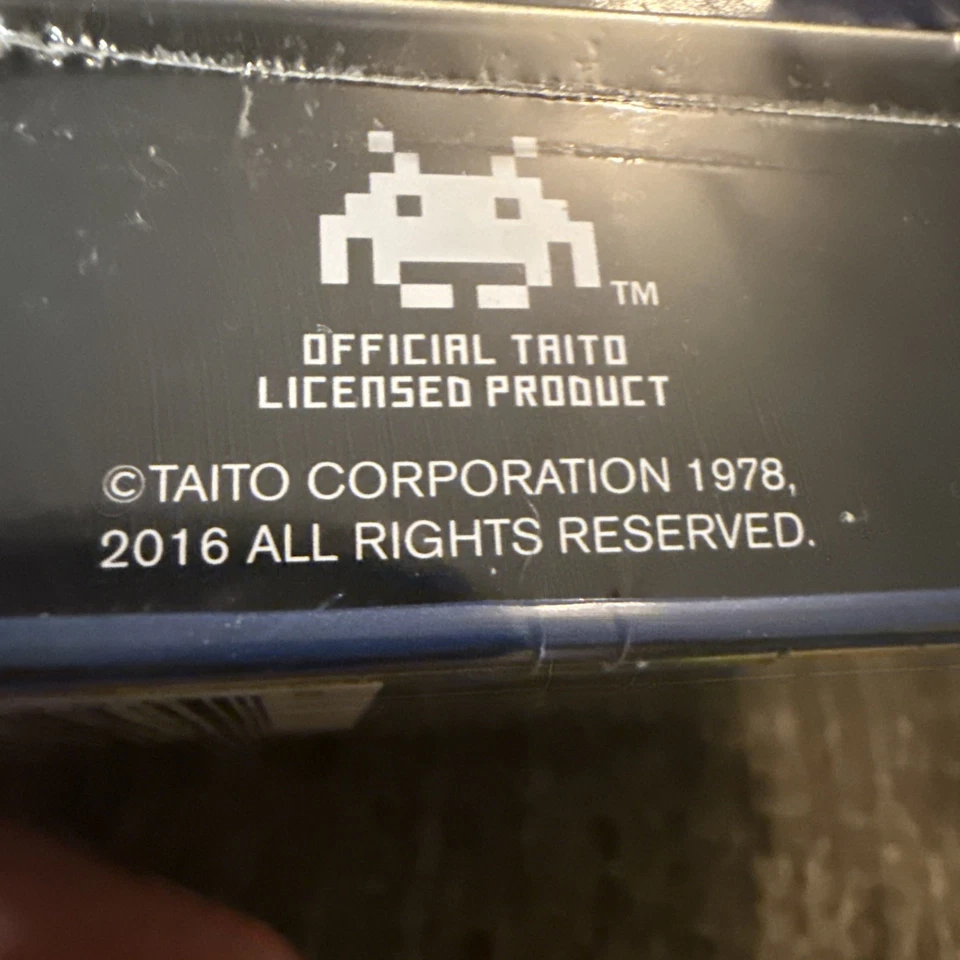 TM
OFFICIAL TAITO
LICENSED PRODUCT
©TAITO CORPORATION 1978,
2016 ALL RIGHTS RESERVED.